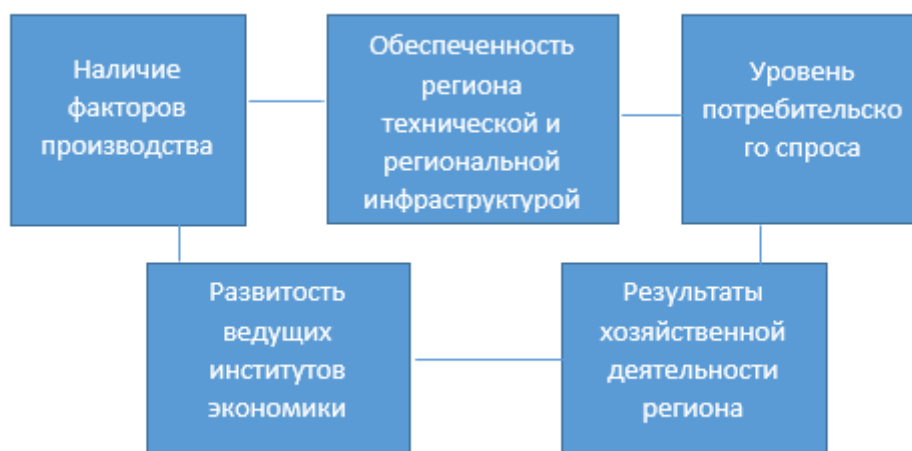 Наличие
факторов
производства
Обеспеченность
региона
технической и
региональной
инфраструктурой
Уровень
потребительско
го спроса
Развитость
ведущих
институтов
экономики
Результаты
хозяйственной
деятельности
региона